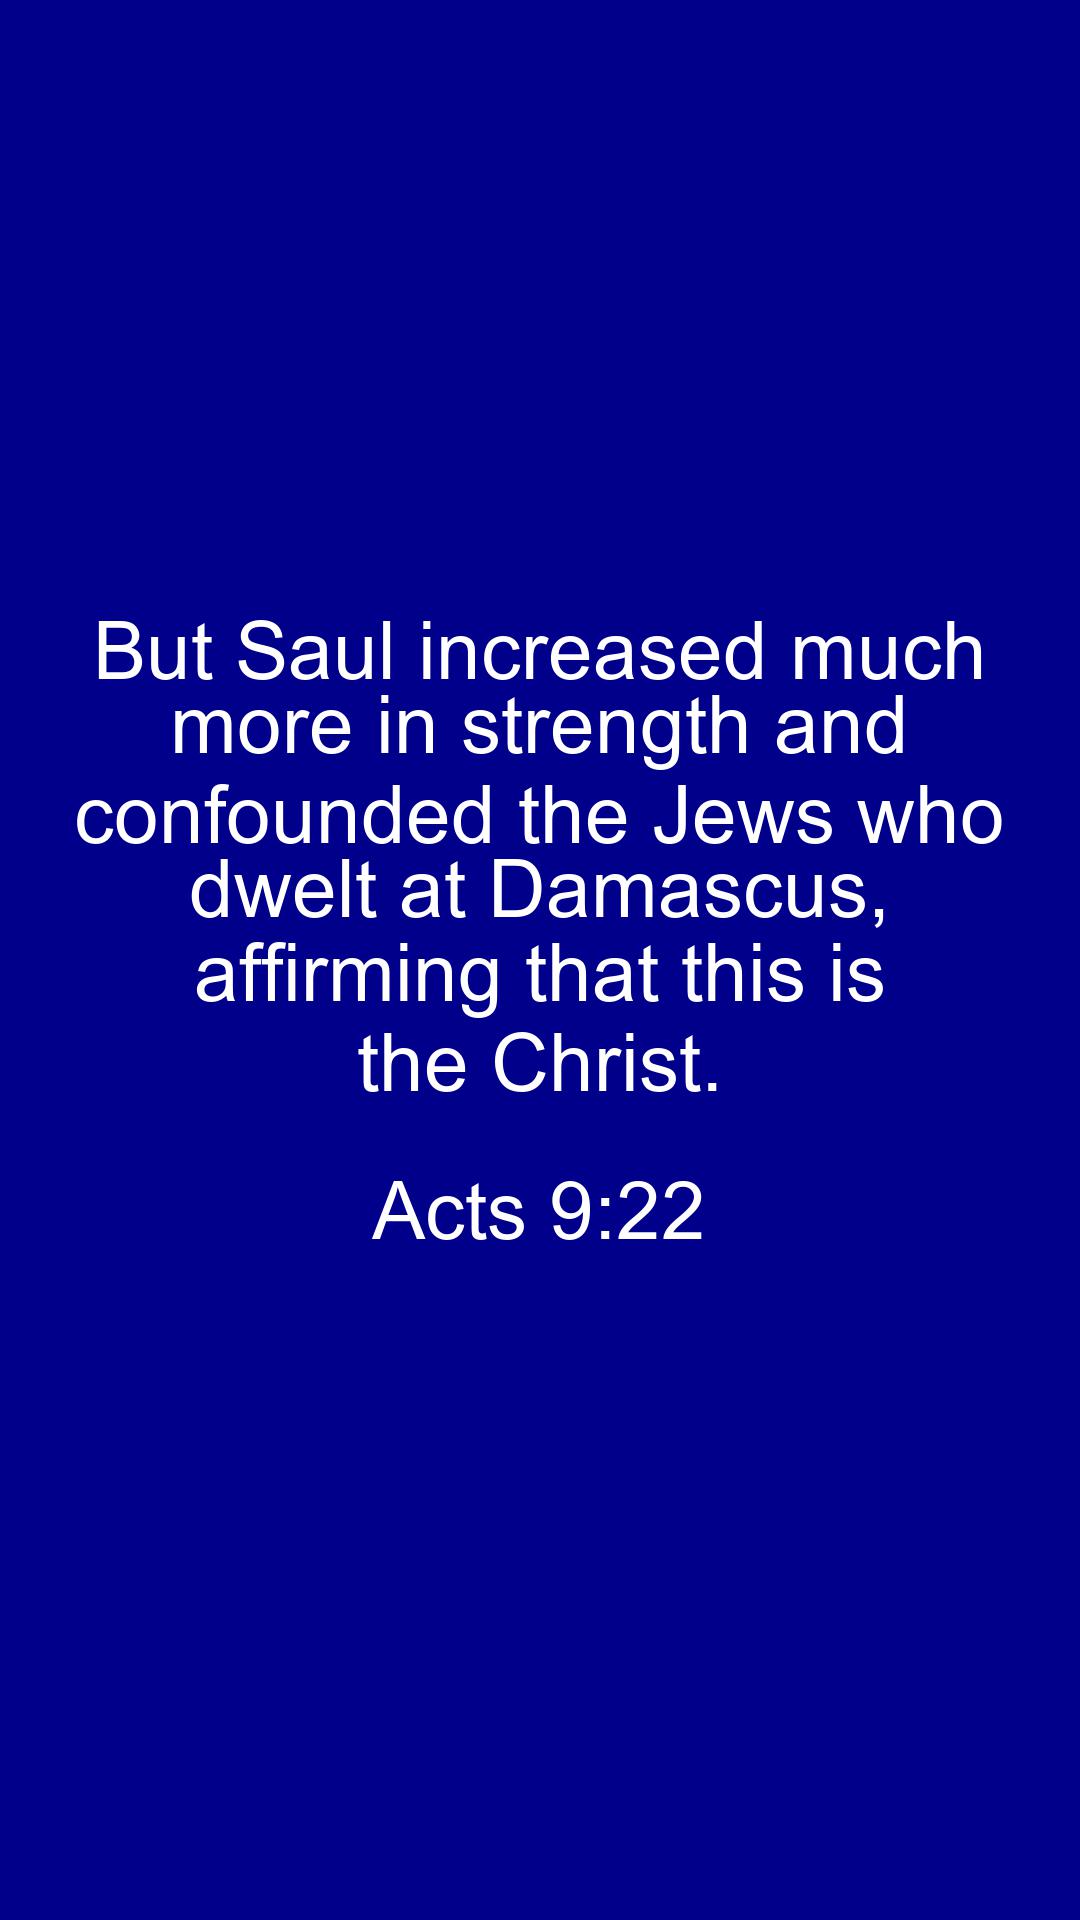 But Saul increased much
more in strength and
confounded the Jews who
dwelt at Damascus,
affirming that this is
the Christ.
Acts 9:22